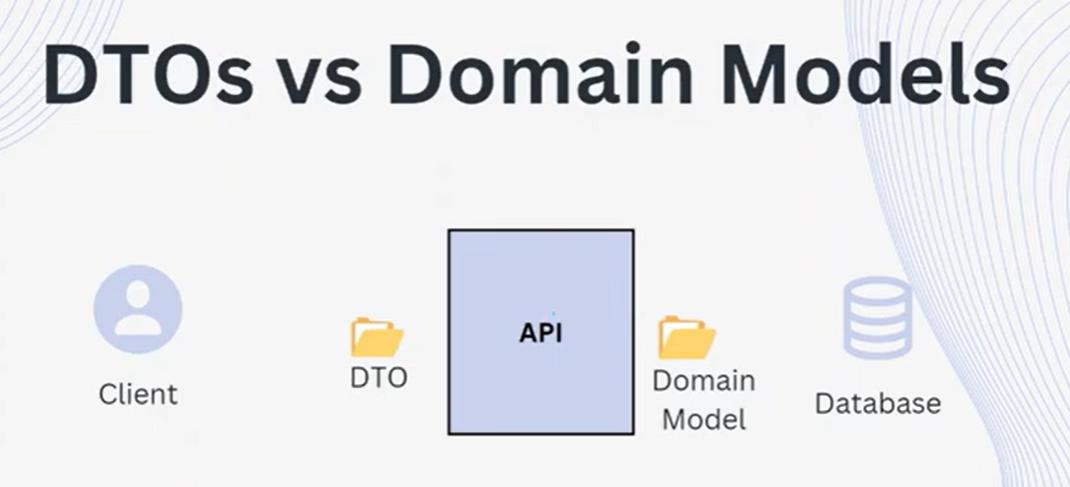 DTOs vs Domain Models
API
DTO
Domain
Model
Client
Database